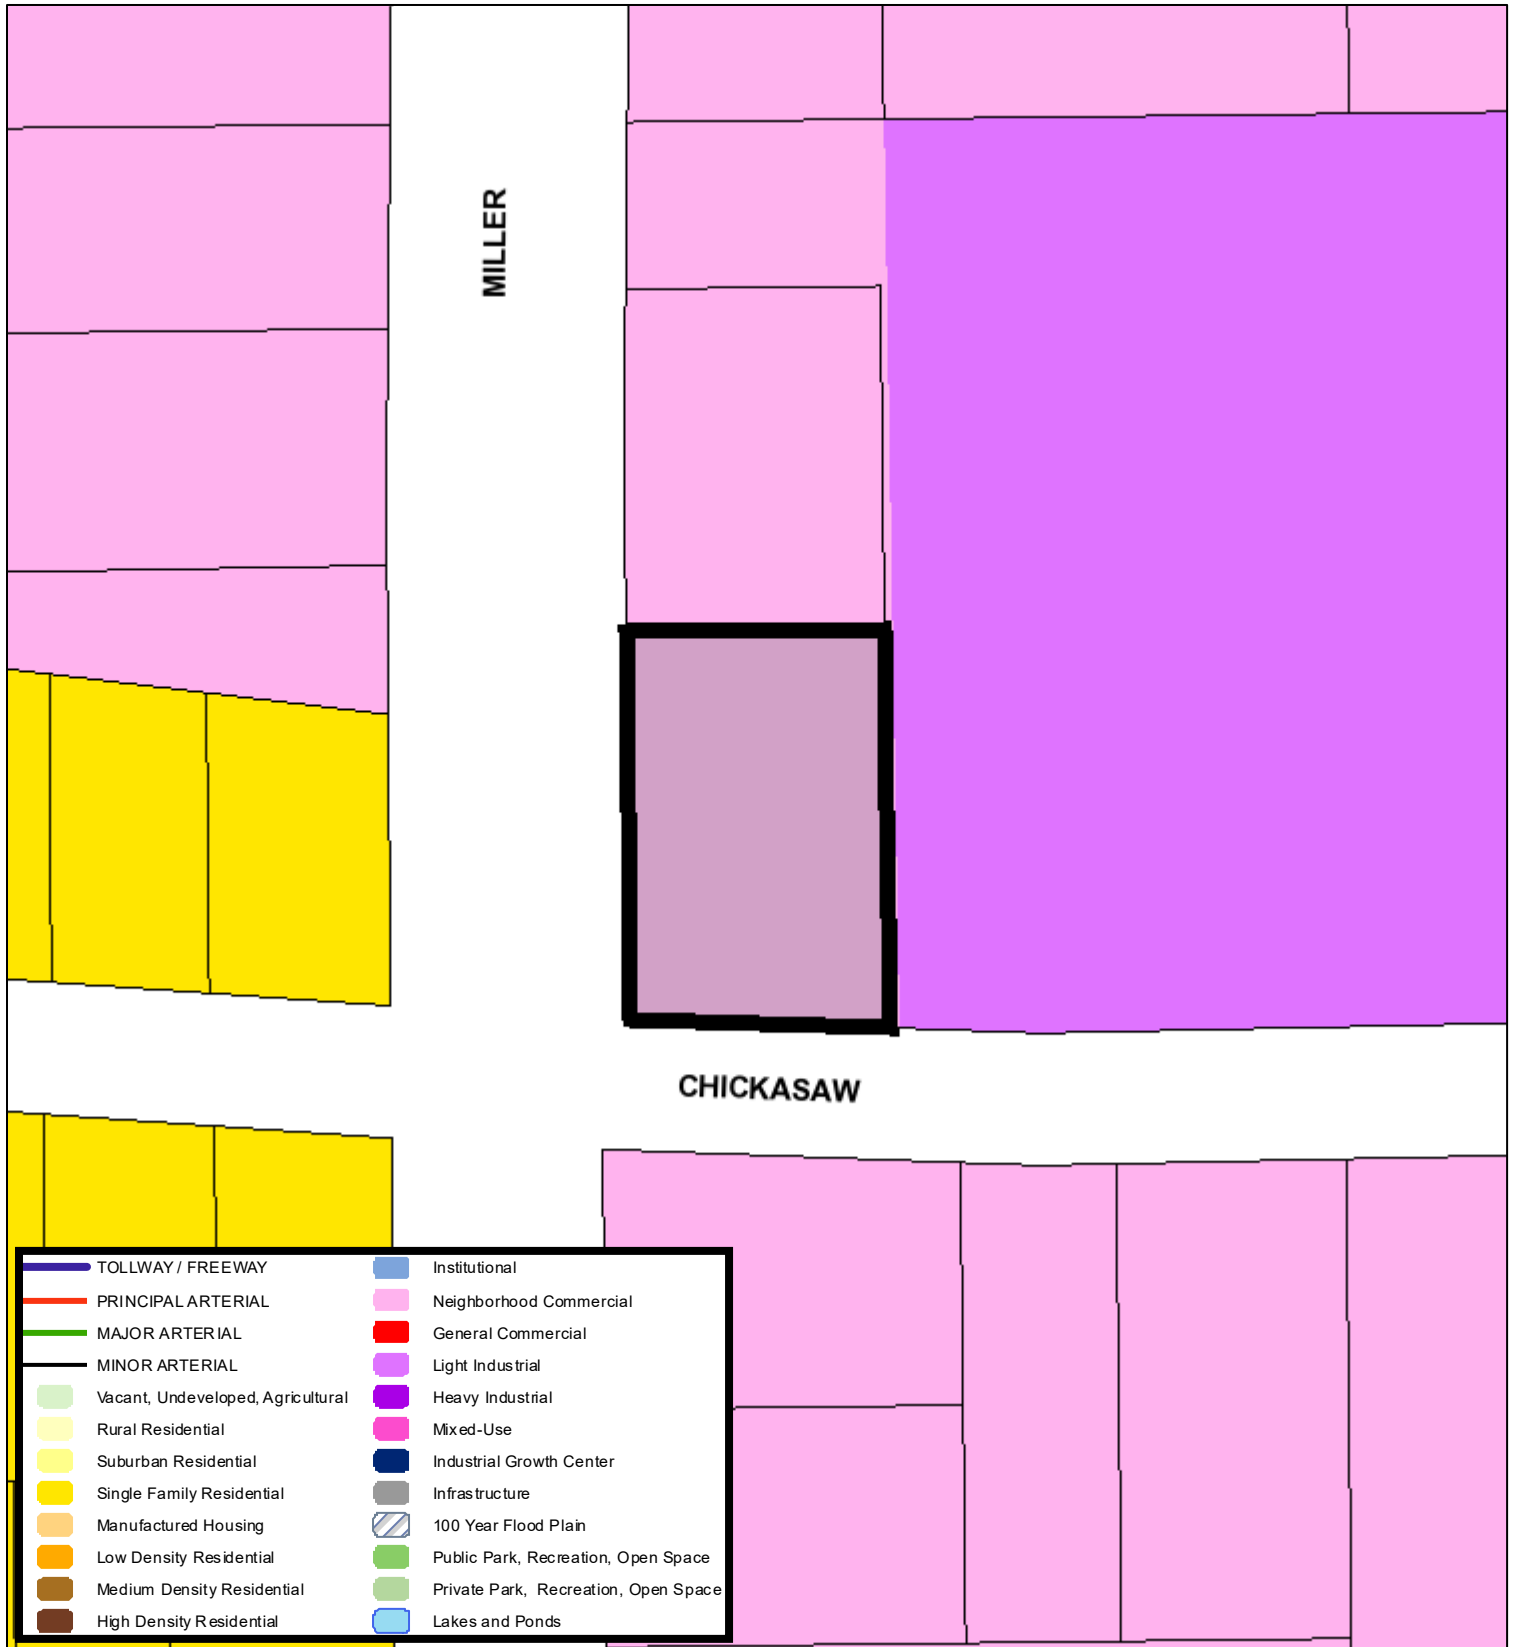 MILLER
CHICKASAW
TOLLWAY / FREEWAY
PRINCIPAL ARTERIAL
MAJOR ARTERIAL
MINOR ARTERIAL
Vacant, Undeveloped, Agricultural
Rural Residential
Suburban Residential
Single Family Residential
Manufactured Housing
Low Density Residential
Medium Density Residential
High Density Residential
Institutional
Neighborhood Commercial
General Commercial
Light Industrial
Heavy Industrial
Mixed-Use
Industrial Growth Center
Infrastructure
100 Year Flood Plain
Public Park, Recreation, Open Space
Private Park, Recreation, Open Space
Lakes and Ponds